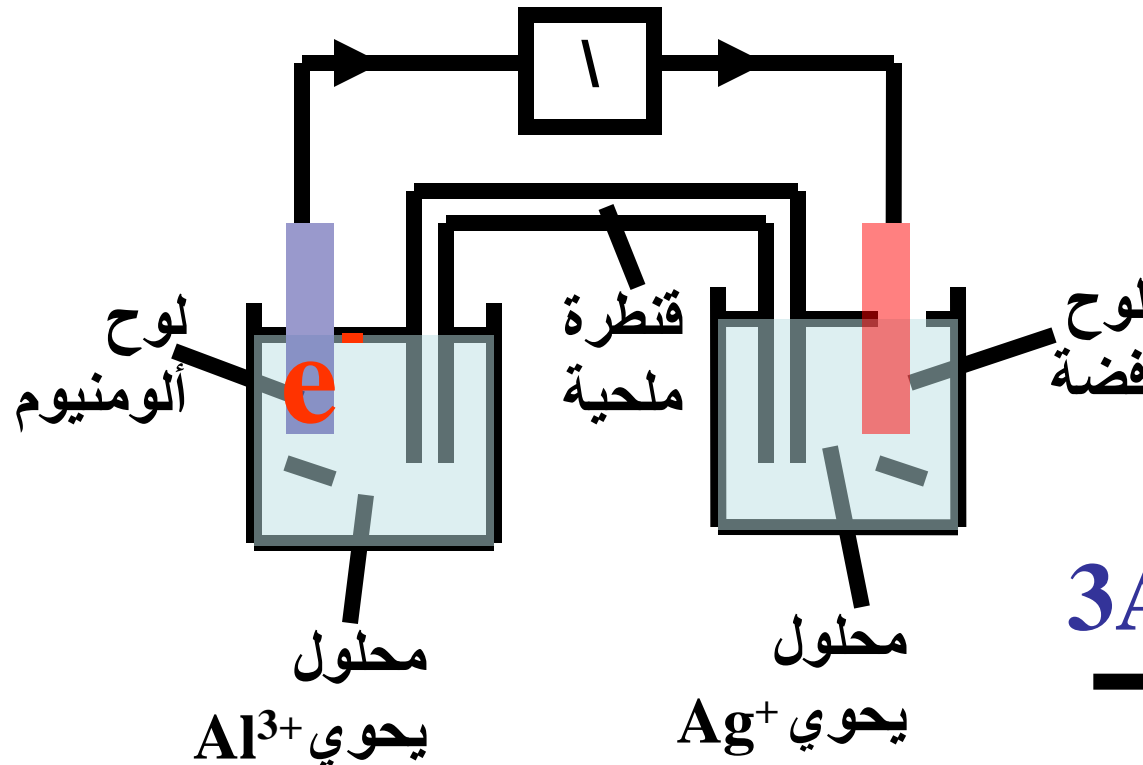 \
لوح
ألومنيوم
e-
قنطرة
ملحية
لوح
فضة
محلول
يحوي Al³⁺
محلول
يحوي Ag⁺
3A